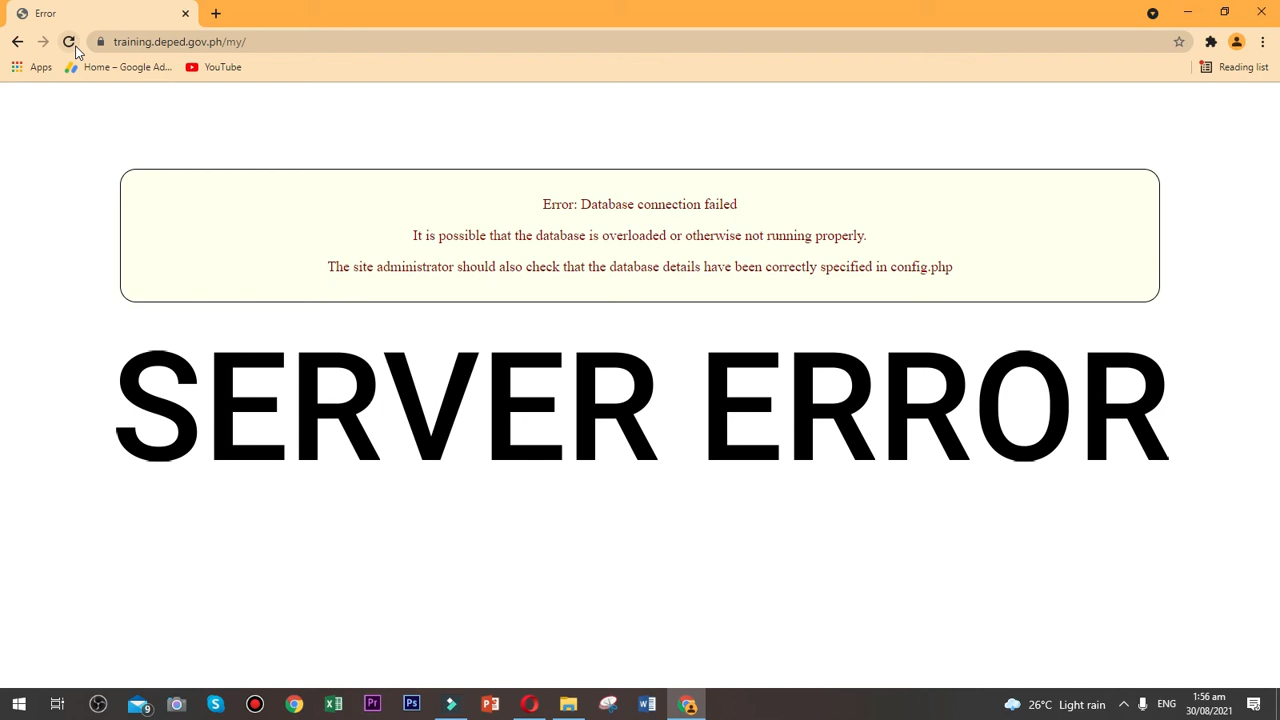 Error
training.deped.gov.ph/my/
Apps
Home – Google Ad...
YouTube
Reading list
Error: Database connection failed
It is possible that the database is overloaded or otherwise not running properly.
The site administrator should also check that the database details have been correctly specified in config.php
SERVER ERROR
9
Pr
Ps
26°C Light rain
ENG
1:56 am
30/08/2021